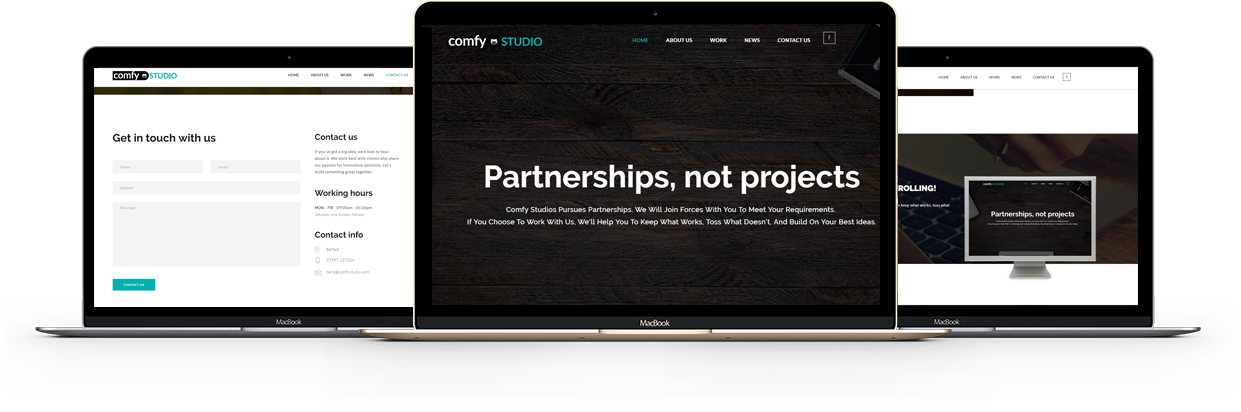 comfy STUDIO
HOME ABOUT US WORK NEWS CONTACT US
Get in touch with us
Name
Email
Subject
Message
CONTACT US
Contact us
If you've got a big idea, we'd love to hear
about it. We work best with clients who share
our passion for innovative solutions. Let's
build something great together.
Working hours
MON - FRI 09:00am - 05:30pm
Saturday and Sunday: Holiday
Contact info
Belfast
MacBook
comfy STUDIO
HOME ABOUT US WORK NEWS CONTACT US f
Partnerships, not projects
Comfy Studios Pursues Partnerships. We Will Join Forces With You To Meet Your Requirements.
If You Choose To Work With Us, We'll Help You To Keep What Works, Toss What Doesn't, And Build On Your Best Ideas.
MacBook
HOME ABOUT US WORK NEWS CONTACT US f
ROLLING!
keep what works, toss what
comfy STUDIO
Partnerships, not projects
MacBook